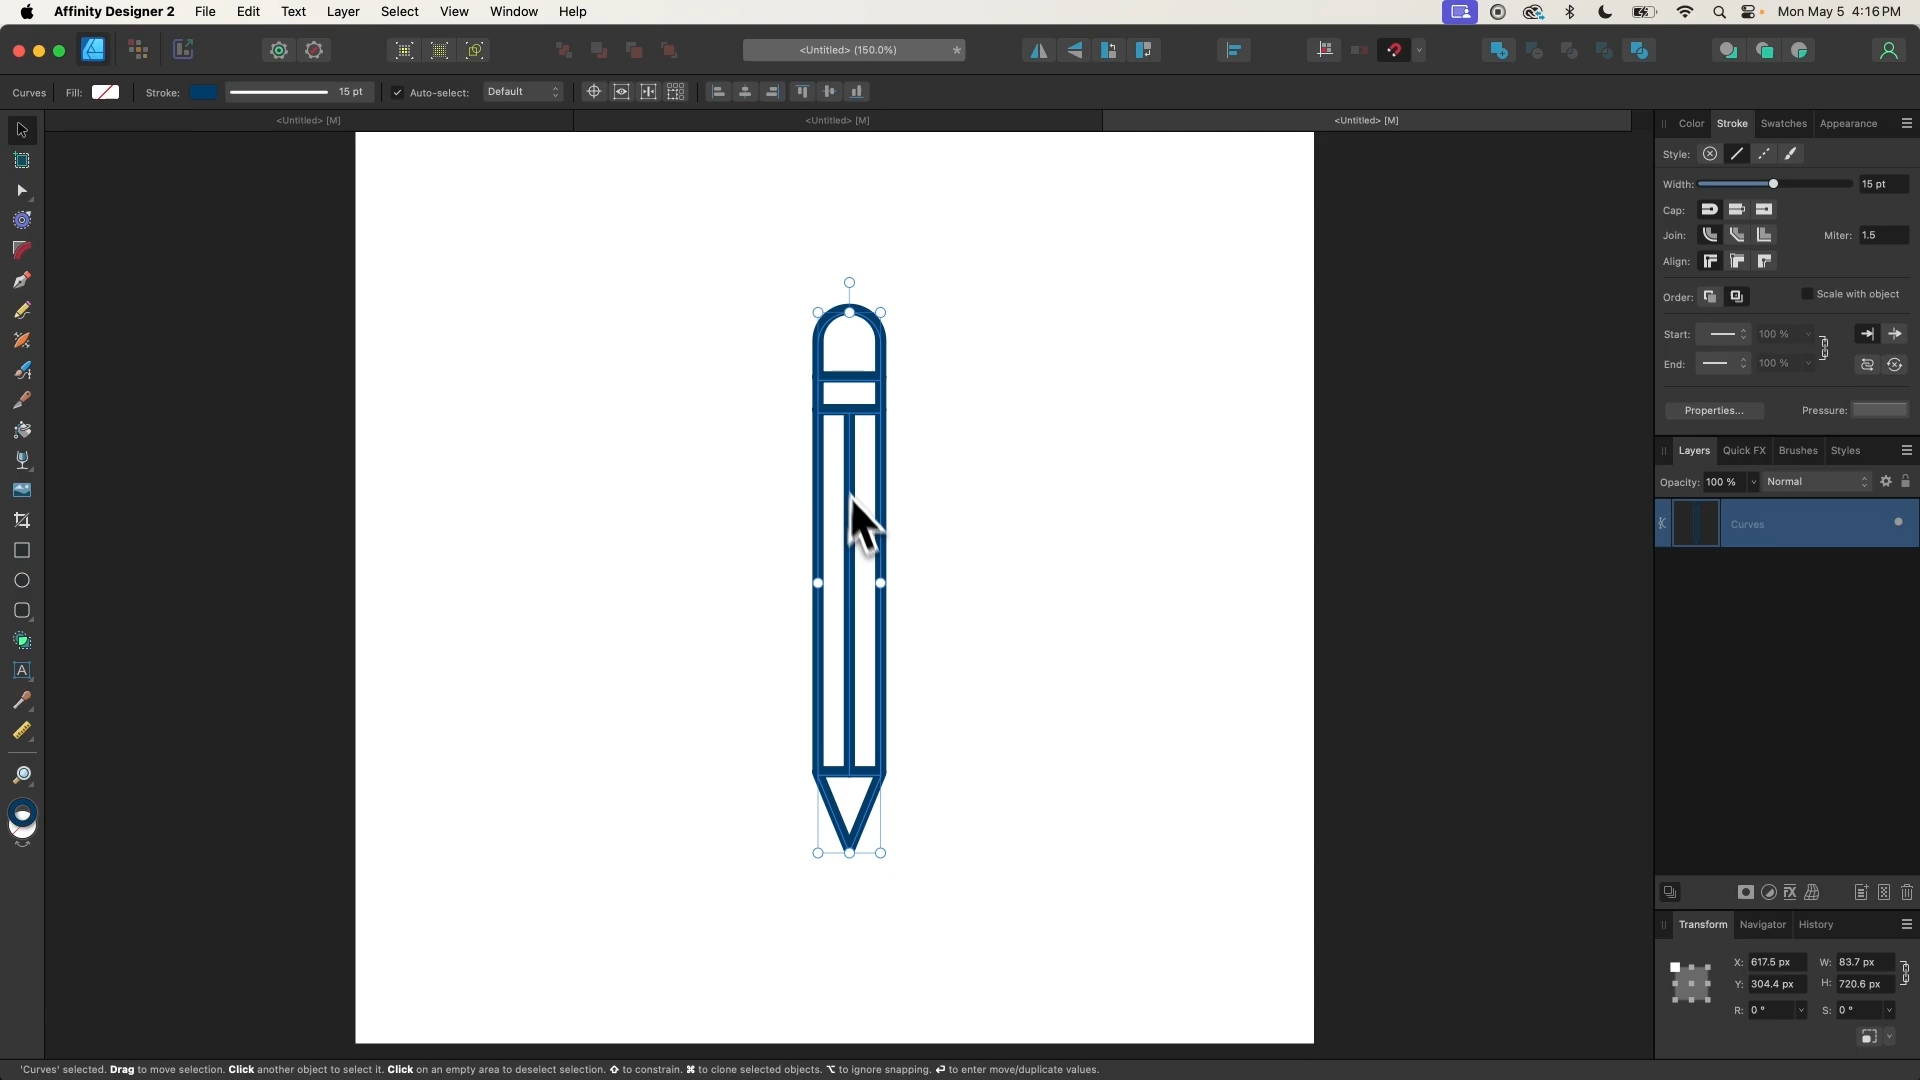 Affinity Designer 2 File Edit Text Layer Select View Window Help Mon May 5 4:16 PM
<Untitled> (150.0%) *
Curves Fill: Stroke: 15 pt Auto-select: Default
<Untitled> [M] <Untitled> [M] <Untitled> [M]
Color Stroke Swatches Appearance
Style:
Width: 15 pt
Cap:
Join: Miter: 1.5
Align:
Order: Scale with object
Start: 100 %
End: 100 %
Properties... Pressure:
Layers Quick FX Brushes Styles
Opacity: 100 % Normal
Curves
Transform Navigator History
X: 617.5 px W: 83.7 px
Y: 304.4 px H: 720.6 px
R: 0 ° S: 0 °
'Curves' selected. Drag to move selection. Click another object to select it. Click on an empty area to deselect selection. ⇧ to constrain. ⌘ to clone selected objects. ⌥ to ignore snapping. ⏎ to enter move/duplicate values.